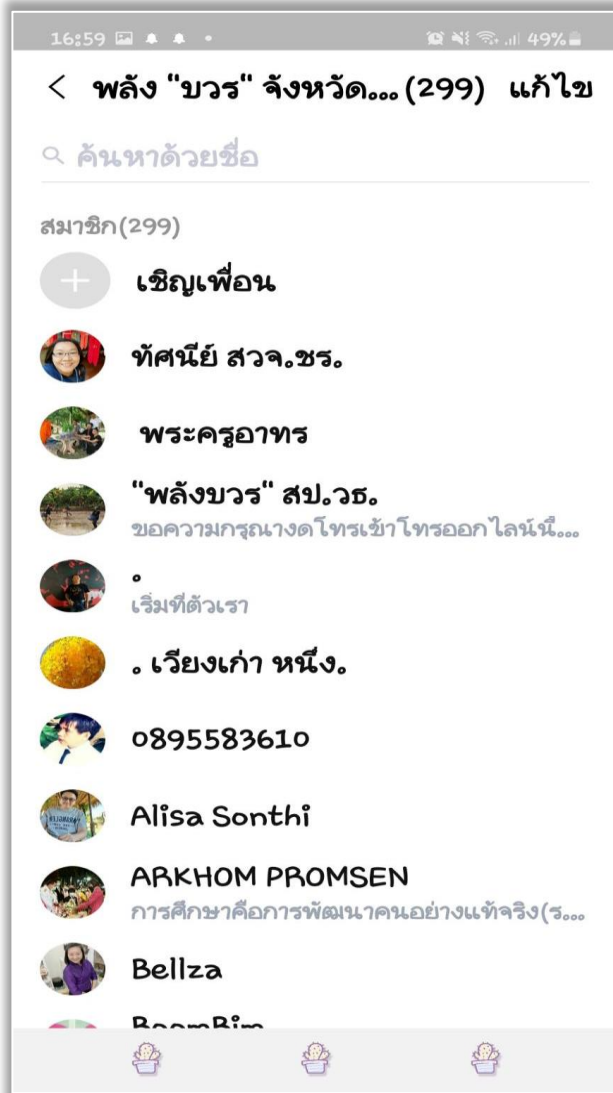 16:59 49%
< พลัง "บวร" จังหวัด...(299) แก้ไข
ค้นหาด้วยชื่อ
สมาชิก(299)
เชิญเพื่อน
ทัศนีย์ สวจ.ชร.
พระครูอาทร
"พลังบวร" สป.วธ.
ขอความกรุณางดโทรเข้าโทรออกไลน์นี้...
.
เริ่มที่ตัวเรา
. เวียงเก่า หนึ่ง.
0895583610
Alisa Sonthi
ARKHOM PROMSEN
การศึกษาคือการพัฒนาคนอย่างแท้จริง(ร...
Bellza
BoomBim